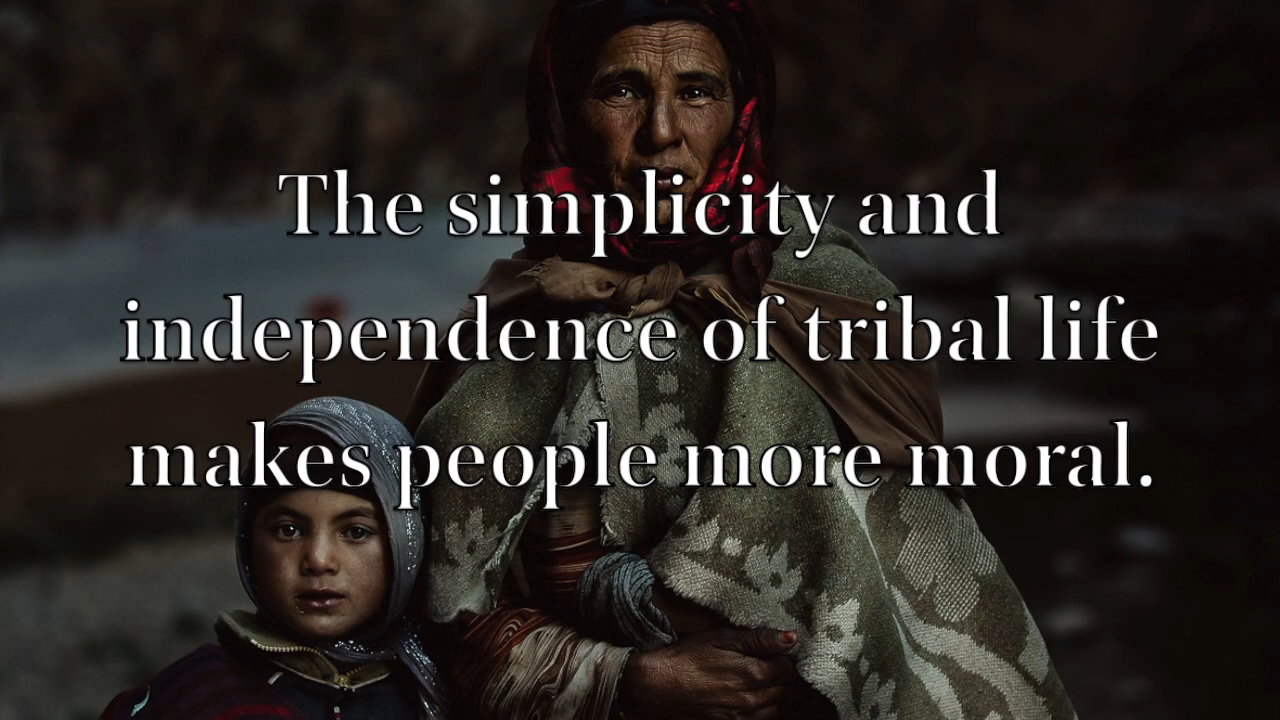 The simplicity and
independence of tribal life
makes people more moral.